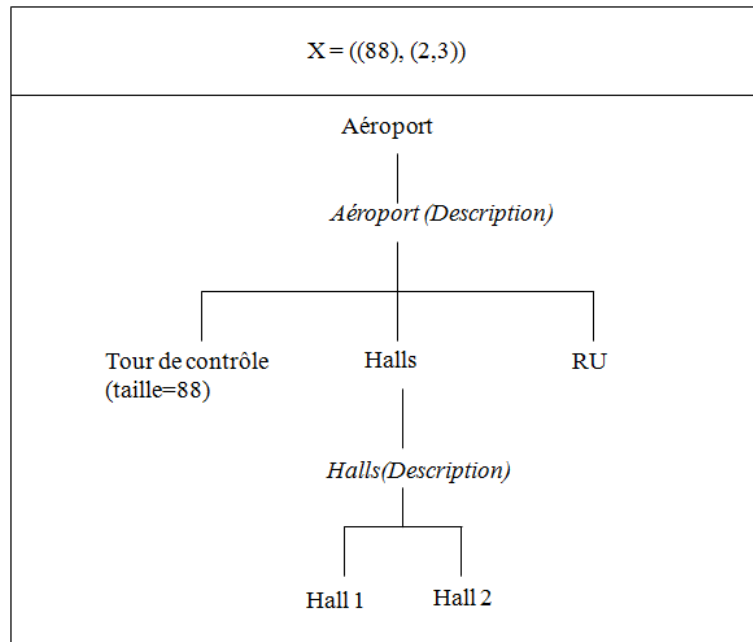 X = ((88), (2,3))
Aéroport
Aéroport (Description)
Tour de contrôle
(taille=88)
Halls
RU
Halls(Description)
Hall 1
Hall 2